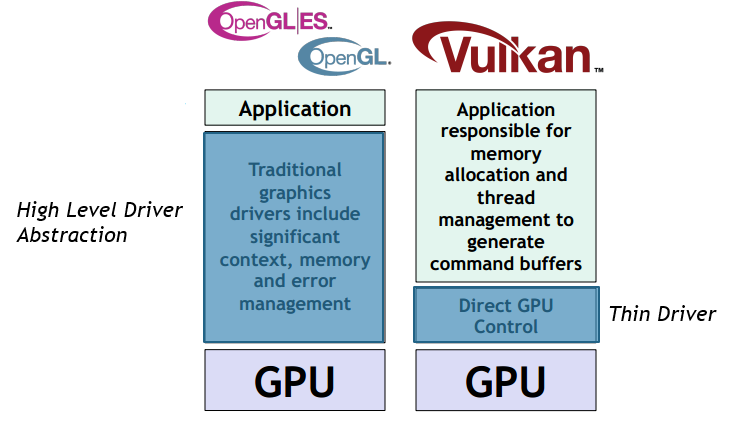 OpenGL|ES™
OpenGL.
Vulkan™
High Level Driver
Abstraction
Application
Traditional
graphics
drivers include
significant
context, memory
and error
management
GPU
Application
responsible for
memory
allocation and
thread
management to
generate
command buffers
Direct GPU
Control
GPU
Thin Driver